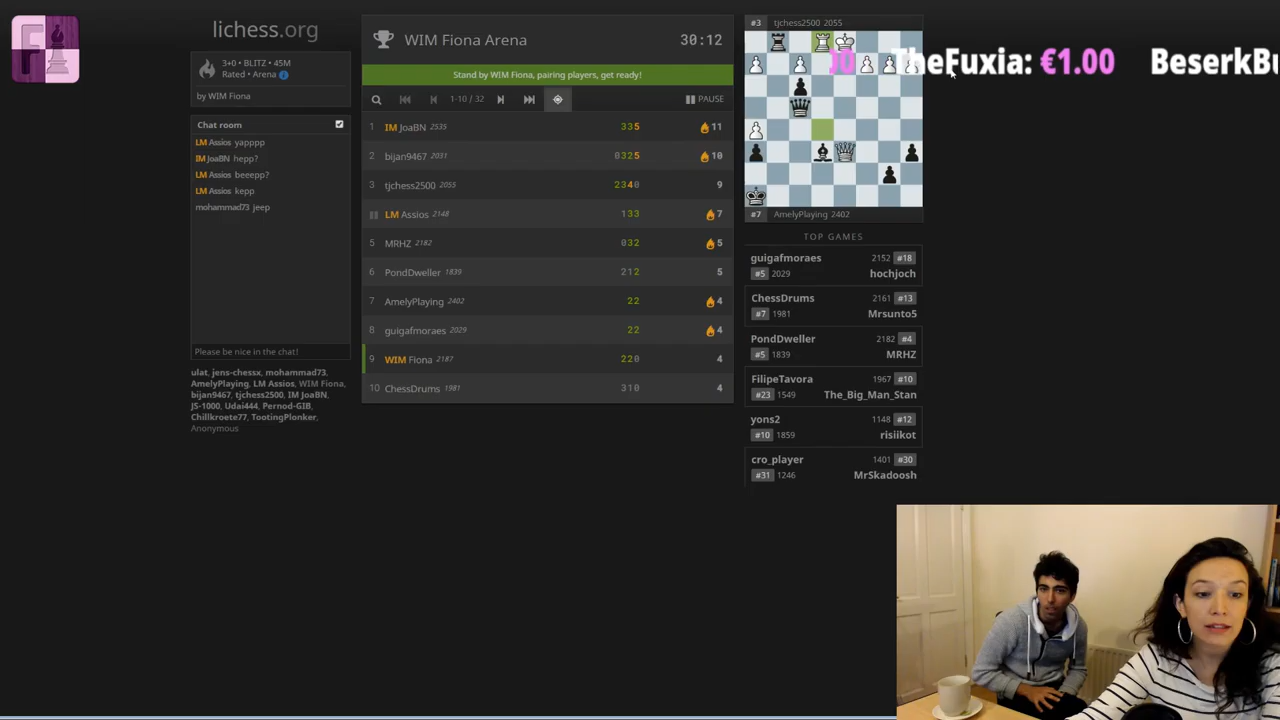 lichess.org
3+0 • BLITZ • 45M
Rated • Arena
by WIM Fiona
Chat room
LM Assios yapppp
IM JoaBN hepp?
LM Assios beeepp?
LM Assios kepp
mohammad73 jeep
Please be nice in the chat!
ulat, jens-chessx, mohammad73,
AmelyPlaying, LM Assios, WIM Fiona,
bijan9467, tjchess2500, IM JoaBN,
JS-1000, Udai444, Pernod-GIB,
Chillkroete77, TootingPlonker,
Anonymous
WIM Fiona Arena 30:12
Stand by WIM Fiona, pairing players, get ready!
1-10 / 32 PAUSE
1 IM JoaBN 2535 335 11
2 bijan9467 2031 0325 10
3 tjchess2500 2055 2340 9
LM Assios 2148 133 7
5 MRHZ 2182 032 5
6 PondDweller 1839 212 5
7 AmelyPlaying 2402 22 4
8 guigafmoraes 2029 22 4
9 WIM Fiona 2187 220 4
10 ChessDrums 1981 310 4
#3 tjchess2500 2055
TheFuxia: €1.00 BeserkBu
#7 AmelyPlaying 2402
TOP GAMES
guigafmoraes 2152 #18
#5 2029 hochjoch
ChessDrums 2161 #13
#7 1981 Mrsunto5
PondDweller 2182 #4
#5 1839 MRHZ
FilipeTavora 1967 #10
#23 1549 The_Big_Man_Stan
yons2 1148 #12
#10 1859 risiikot
cro_player 1401 #30
#31 1246 MrSkadoosh